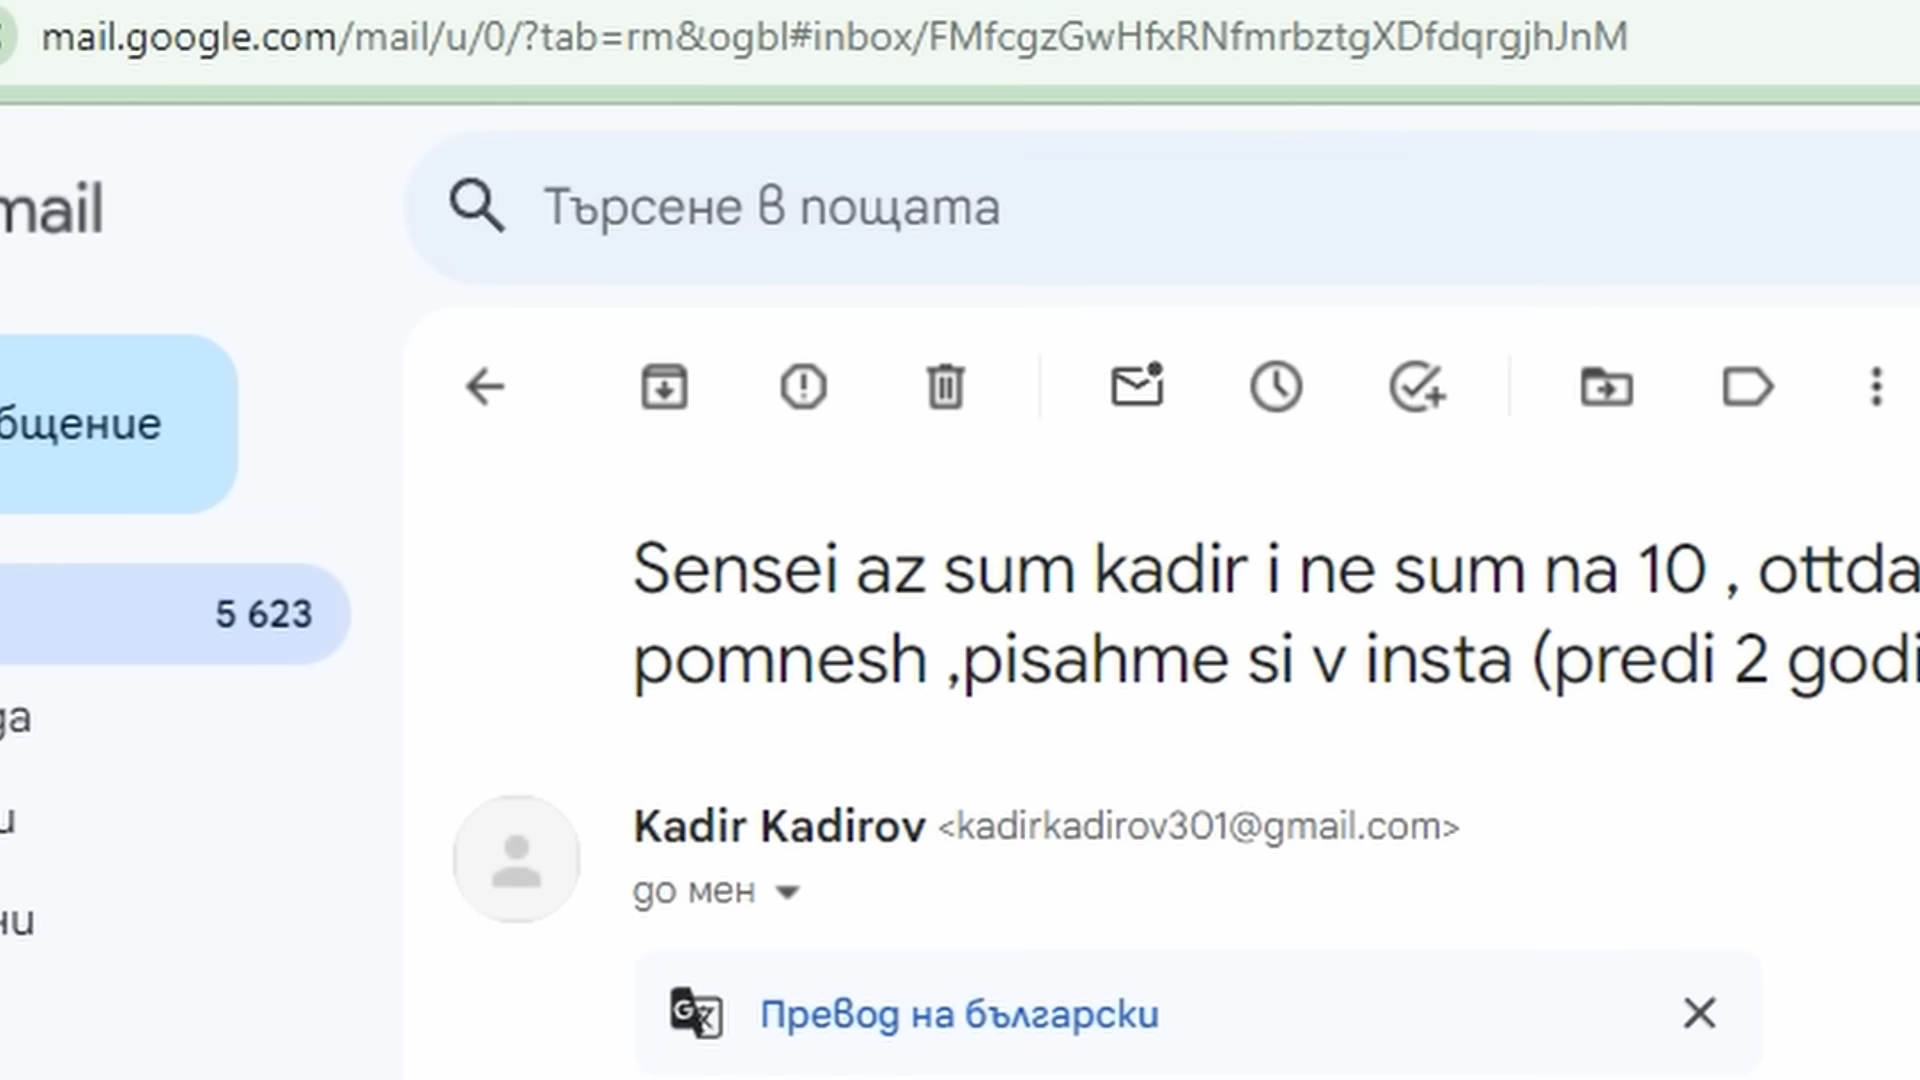 mail.google.com/mail/u/0/?tab=rm&ogbl#inbox/FMfcgzGwHfxRNfmrbztgXDfdqrgjhJnM
mail
Търсене в пощата
бщение
Sensei az sum kadir i ne sum na 10 , ottda
pomnesh ,pisahme si v insta (predi 2 godi
5 623
да
и
ни
Kadir Kadirov <kadirkadirov301@gmail.com>
до мен
Превод на български